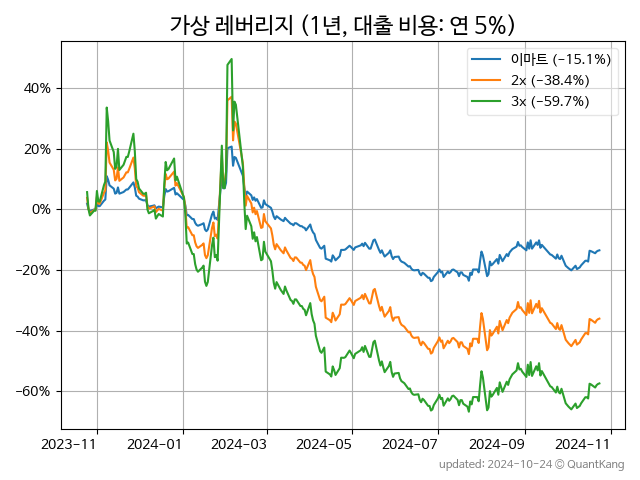 가상 레버리지 (1년, 대출 비용: 연 5%)
이마트 (−15.1%)
2x (−38.4%)
3x (−59.7%)
40%
20%
0%
−20%
−40%
−60%
2023−11 2024−01 2024−03 2024−05 2024−07 2024−09 2024−11
updated: 2024-10-24 © QuantKang